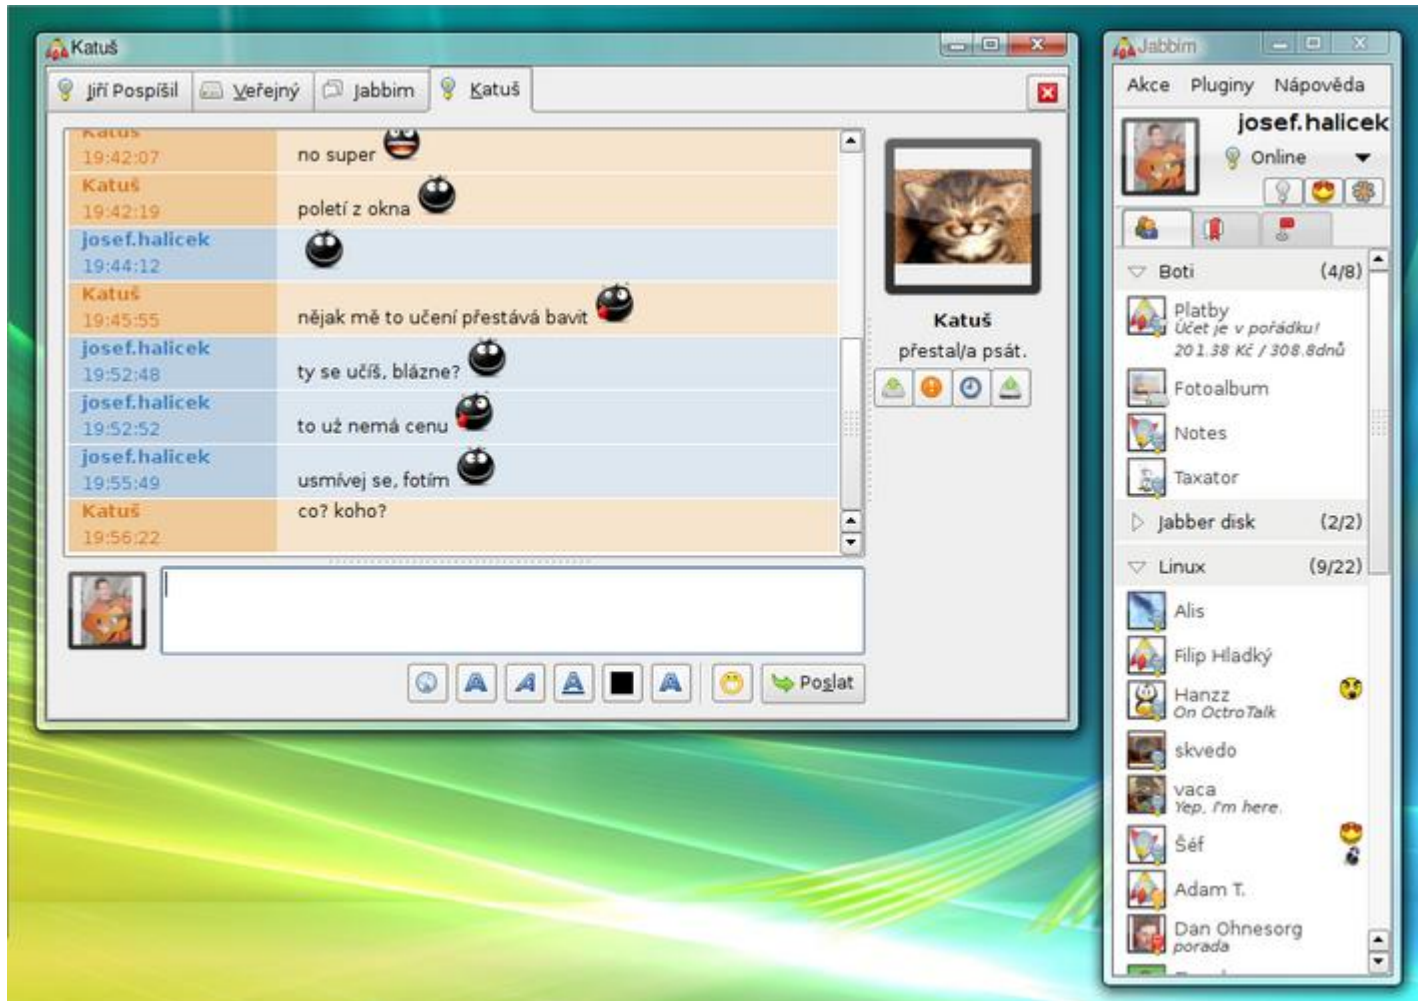 Katuš
Jiří Pospíšil
Veřejný
Jabbim
Katuš
Katuš
19:42:07
no super
Katuš
19:42:19
poletí z okna
josef.halicek
19:44:12
Katuš
19:45:55
nějak mě to učení přestává bavit
josef.halicek
19:52:48
ty se učíš, blázne?
josef.halicek
19:52:52
to už nemá cenu
josef.halicek
19:55:49
usmívej se, fotím
Katuš
19:56:22
co? koho?
Katuš
přestal/a psát.
Poslat
Jabbim
Akce Pluginy Nápověda
josef.halicek
Online
Boti (4/8)
Platby
Účet je v pořádku!
201.38 Kč / 308.8dnů
Fotoalbum
Notes
Taxator
Jabber disk (2/2)
Linux (9/22)
Alis
Filip Hladký
Hanzz
On OctroTalk
skvedo
vaca
Yep, I'm here.
Šéf
Adam T.
Dan Ohnesorg
porada